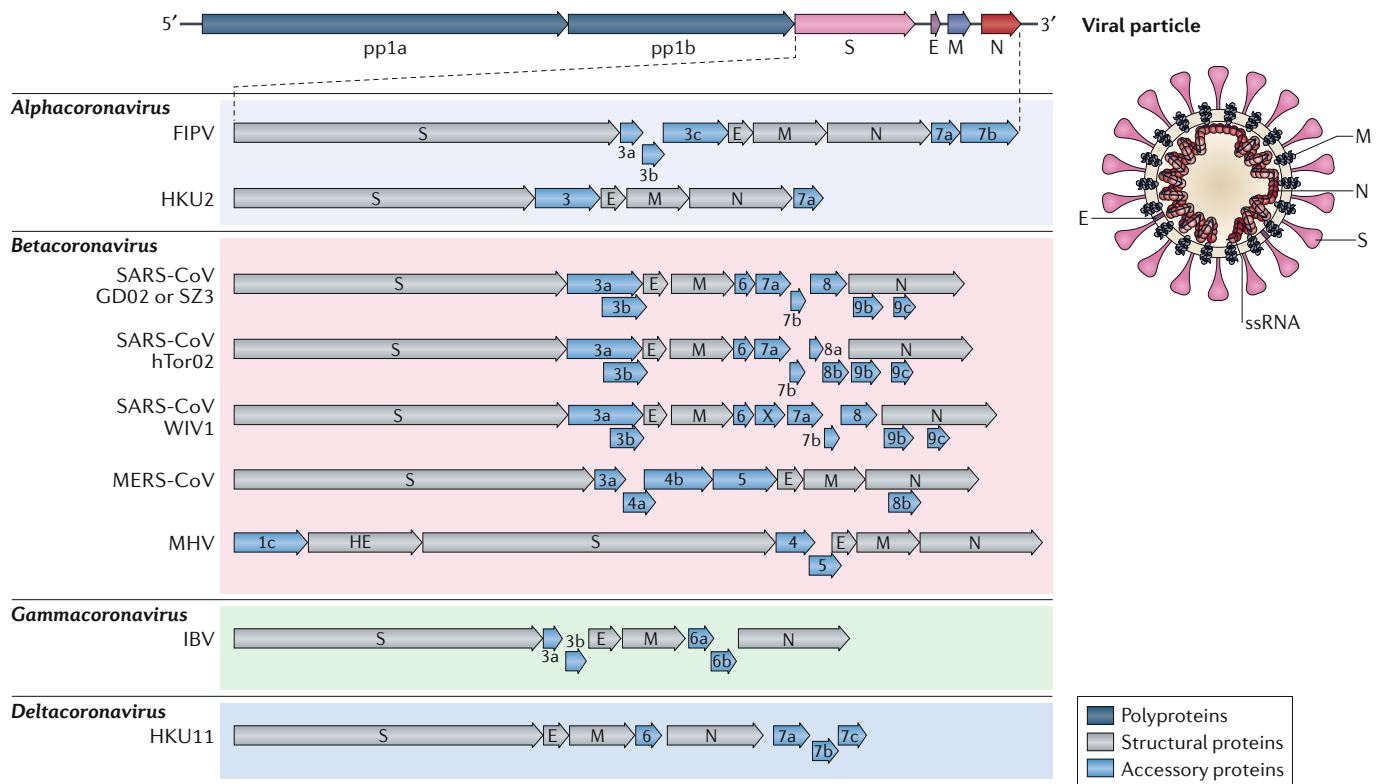 5′ 3′ Viral particle
pp1a pp1b S E M N
Alphacoronavirus
FIPV S 3a 3b 3c E M N 7a 7b
HKU2 S 3 E M N 7a
Betacoronavirus
SARS-CoV
GD02 or SZ3
S 3a E M 6 7a 8 N
3b 7b 9b 9c
SARS-CoV
hTor02
S 3a E M 6 7a 8a N
3b 7b 8b 9b 9c
SARS-CoV
WIV1
S 3a E M 6 X 7a 8 N
3b 7b 9b 9c
MERS-CoV S 3a 4b 5 E M N
4a 8b
MHV 1c HE S 4 E M N
5
Gammacoronavirus
IBV S 3a 3b E M 6a N
6b
Deltacoronavirus
HKU11 S E M 6 N 7a 7b 7c
M
N
E
S
ssRNA
Polyproteins
Structural proteins
Accessory proteins